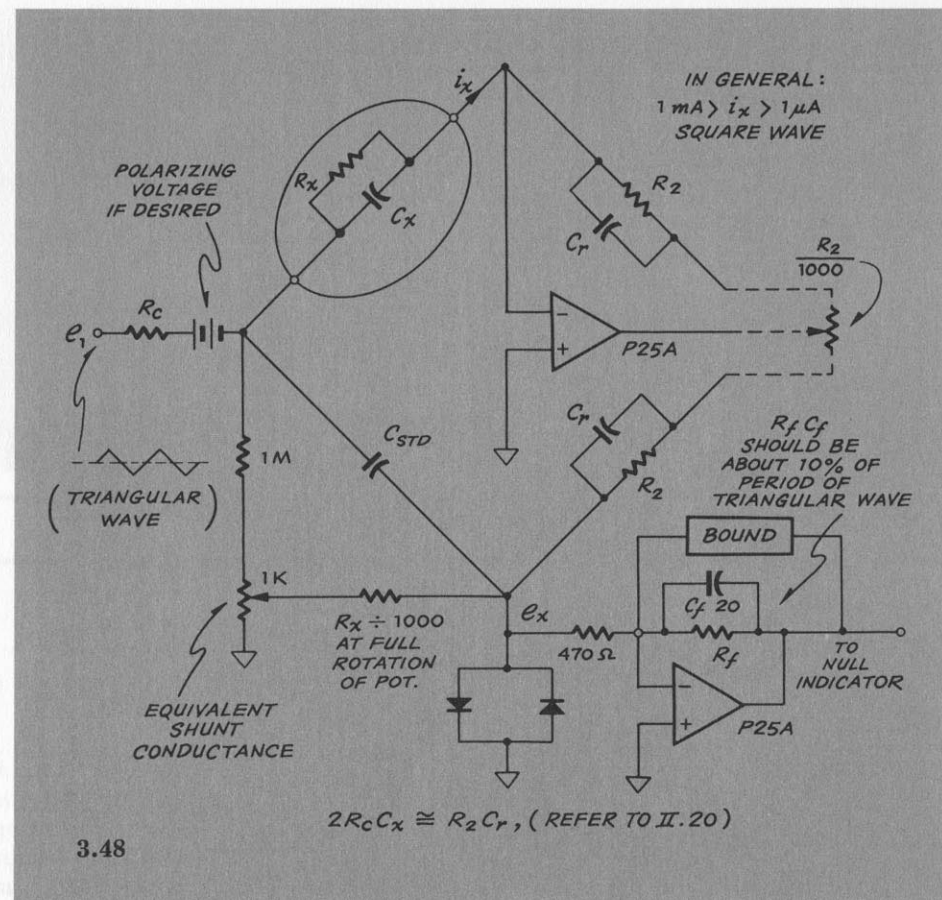 IN GENERAL:
1 mA > iₓ > 1 μA
SQUARE WAVE
iₓ
POLARIZING
VOLTAGE
IF DESIRED
Rₓ
Cₓ
R₂
Cᵣ
R₂
1000
e₁
R_C
P25A
C_STD
1M
(TRIANGULAR
WAVE)
Cᵣ
R₂
R_f C_f
SHOULD BE
ABOUT 10% OF
PERIOD OF
TRIANGULAR WAVE
BOUND
1K
Rₓ ÷ 1000
AT FULL
ROTATION
OF POT.
eₓ
470 Ω
C_f 20
R_f
TO
NULL
INDICATOR
P25A
EQUIVALENT
SHUNT
CONDUCTANCE
2R_C Cₓ ≅ R₂Cᵣ, (REFER TO II.20)
3.48